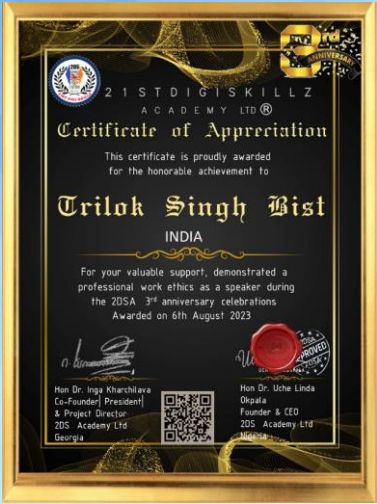 3rd
ANNIVERSARY
21STDIGISKILLZ
ACADEMY LTD®
Certificate of Appreciation
This certificate is proudly awarded
for the honorable achievement to
Trilok Singh Bist
INDIA
For your valuable support, demonstrated a
professional work ethics as a speaker during
the 2DSA 3rd anniversary celebrations
Awarded on 6th August 2023
Hon Dr. Inga Kharchilava
Co-Founder| President|
& Project Director
2DS Academy Ltd
Georgia
APPROVED
Hon Dr. Uche Linda
Okpala
Founder & CEO
2DS Academy Ltd
Nigeria